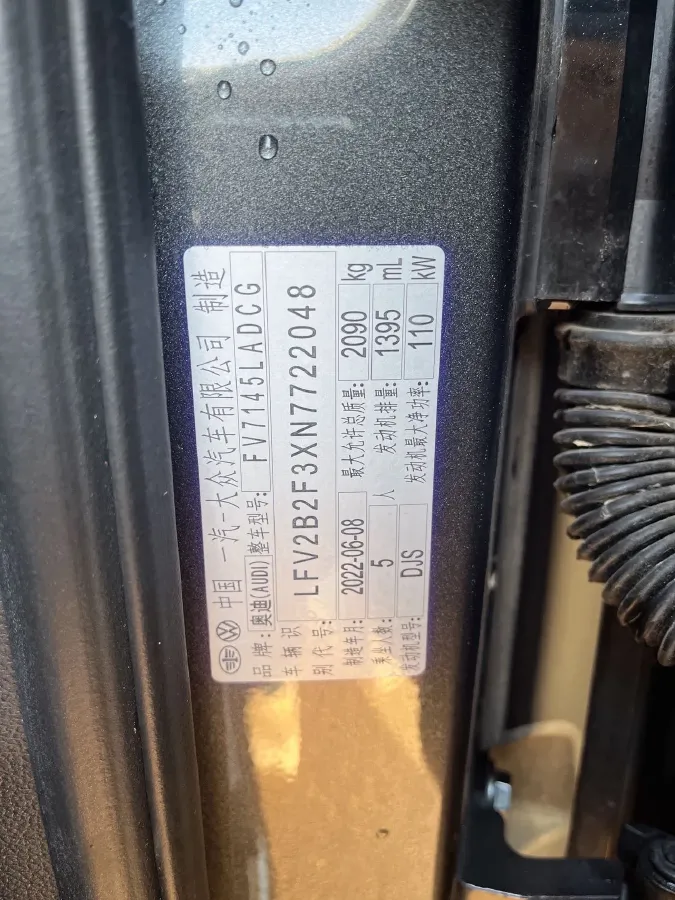 中国 一汽-大众汽车有限公司 制造
品牌: 奥迪(AUDI) 整车型号: FV7145LADCG
车辆识别代号: LFV2B2F3XN7722048
制造年月: 2022-06-08 最大允许总质量: 2090 kg
乘坐人数: 5 人 发动机排量: 1395 mL
发动机型号: DJS 发动机最大净功率: 110 kW